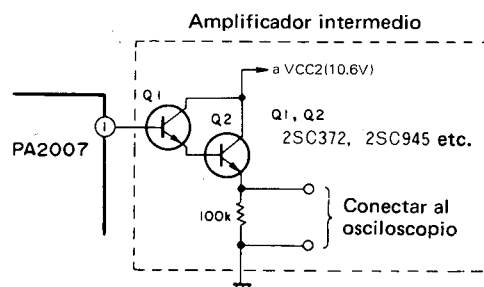 Amplificador intermedio
a VCC2(10.6V)
Q1
Q2
Q1, Q2
2SC372, 2SC945 etc.
1
PA2007
100k
Conectar al
osciloscopio